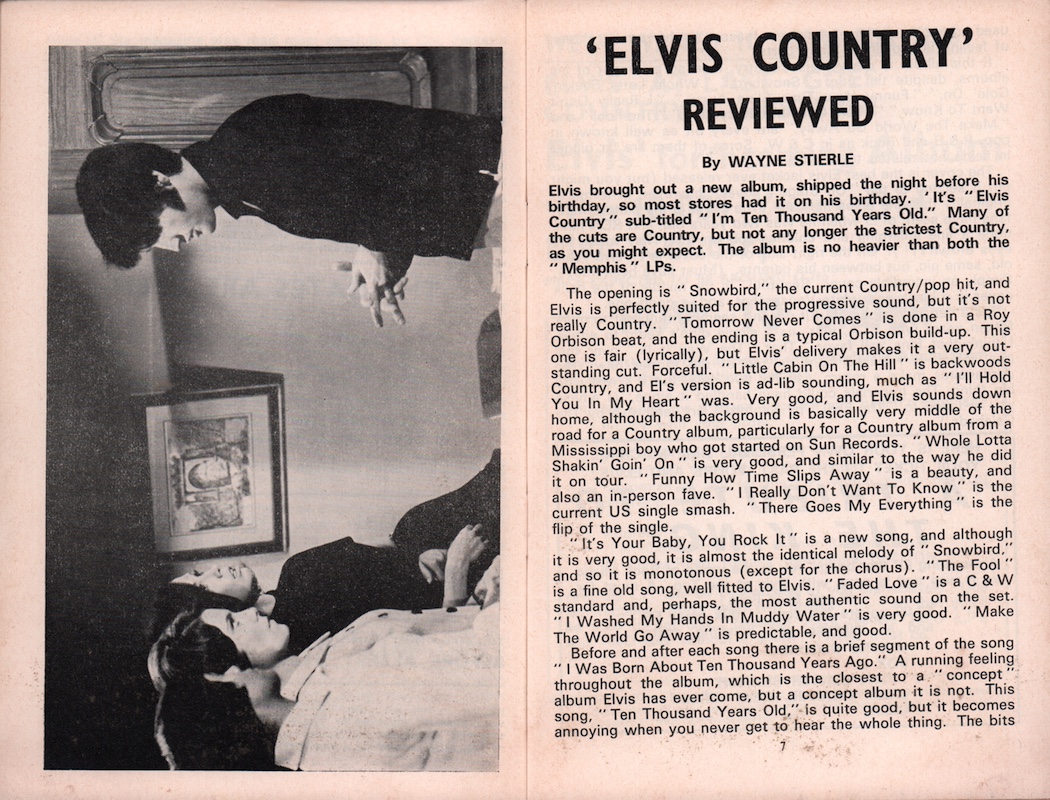 ‘ELVIS COUNTRY’
REVIEWED
By WAYNE STIERLE
Elvis brought out a new album, shipped the night before his
birthday, so most stores had it on his birthday. ‘It’s “Elvis
Country” sub-titled “I’m Ten Thousand Years Old.” Many of
the cuts are Country, but not any longer the strictest Country,
as you might expect. The album is no heavier than both the
“Memphis” LPs.
The opening is “Snowbird,” the current Country/pop hit, and
Elvis is perfectly suited for the progressive sound, but it’s not
really Country. “Tomorrow Never Comes” is done in a Roy
Orbison beat, and the ending is a typical Orbison build-up. This
one is fair (lyrically), but Elvis’ delivery makes it a very out-
standing cut. Forceful. “Little Cabin On The Hill” is backwoods
Country, and El’s version is ad-lib sounding, much as “I’ll Hold
You In My Heart” was. Very good, and Elvis sounds down
home, although the background is basically very middle of the
road for a Country album, particularly for a Country album from a
Mississippi boy who got started on Sun Records. “Whole Lotta
Shakin’ Goin’ On” is very good, and similar to the way he did
it on tour. “Funny How Time Slips Away” is a beauty, and
also an in-person fave. “I Really Don’t Want To Know” is the
current US single smash. “There Goes My Everything” is the
flip of the single.
“It’s Your Baby, You Rock It” is a new song, and although
it is very good, it is almost the identical melody of “Snowbird,”
and so it is monotonous (except for the chorus). “The Fool”
is a fine old song, well fitted to Elvis. “Faded Love” is a C & W
standard and, perhaps, the most authentic sound on the set.
“I Washed My Hands In Muddy Water” is very good. “Make
The World Go Away” is predictable, and good.
Before and after each song there is a brief segment of the song
“I Was Born About Ten Thousand Years Ago.” A running feeling
throughout the album, which is the closest to a “concept”
album Elvis has ever come, but a concept album it is not. This
song, “Ten Thousand Years Old,” is quite good, but it becomes
annoying when you never get to hear the whole thing. The bits
7